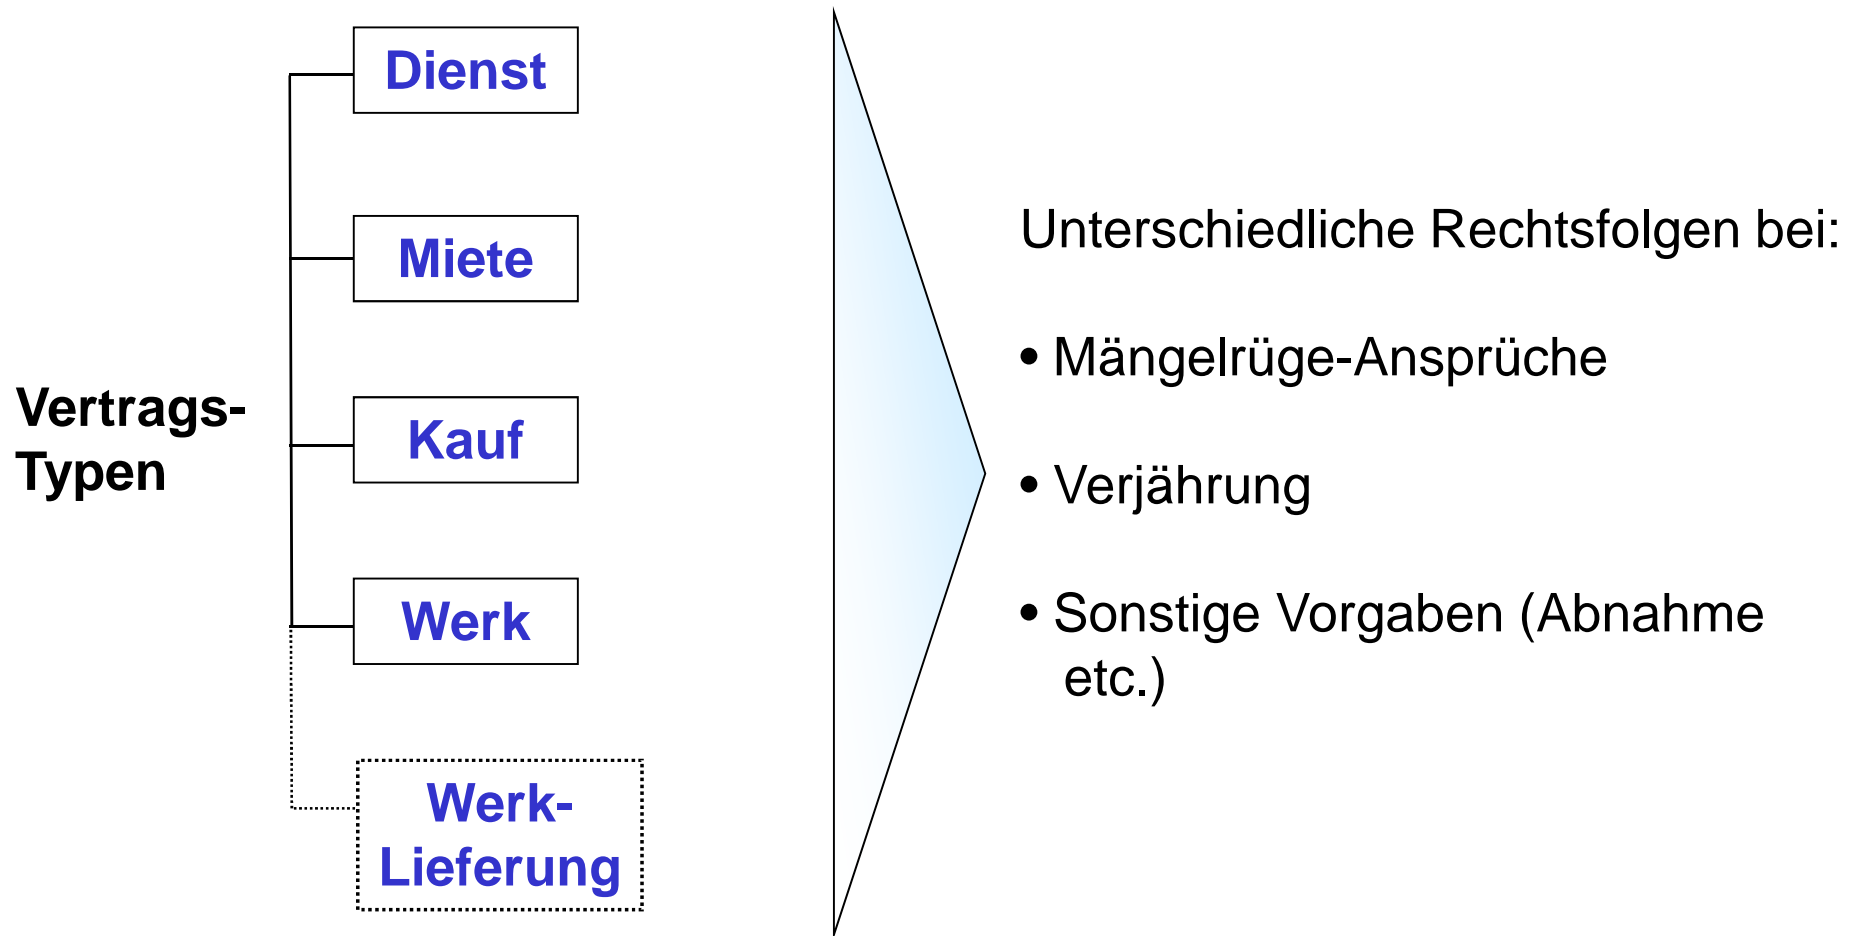 Vertrags-
Typen
Dienst
Miete
Kauf
Werk
Werk-
Lieferung
Unterschiedliche Rechtsfolgen bei:
• Mängelrüge-Ansprüche
• Verjährung
• Sonstige Vorgaben (Abnahme
etc.)